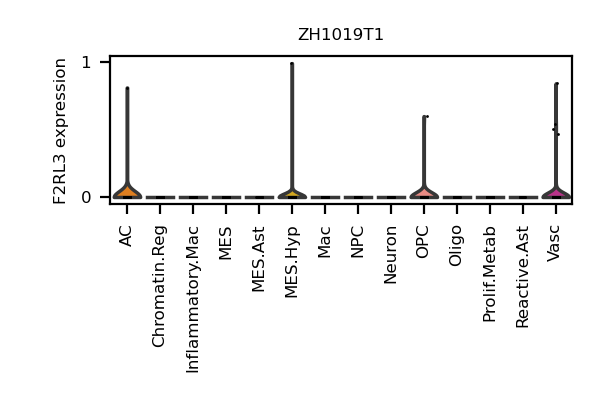 ZH1019T1
F2RL3 expression
1
0
AC
Chromatin.Reg
Inflammatory.Mac
MES
MES.Ast
MES.Hyp
Mac
NPC
Neuron
OPC
Oligo
Prolif.Metab
Reactive.Ast
Vasc